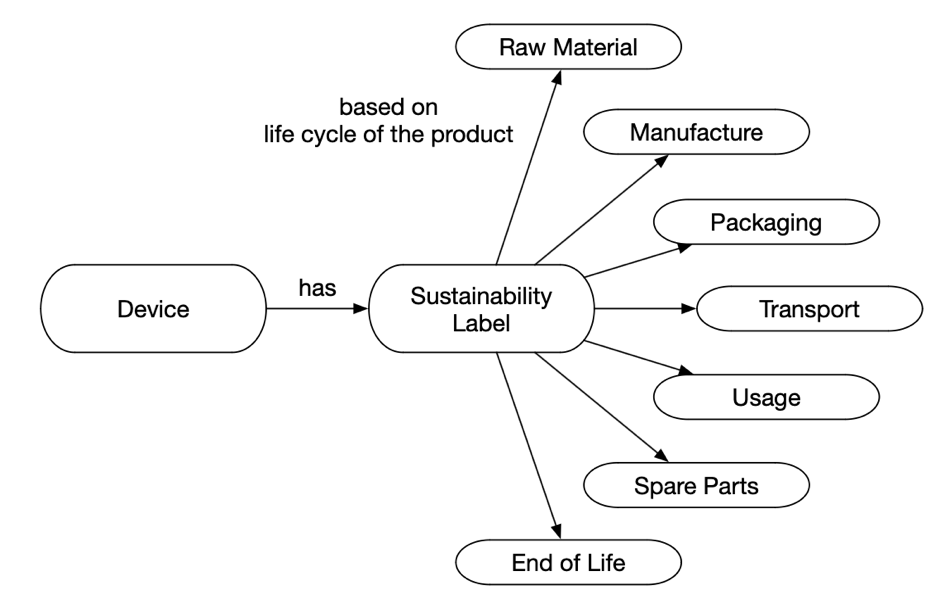 Raw Material
based on
life cycle of the product
Manufacture
Packaging
Device
has
Sustainability
Label
Transport
Usage
Spare Parts
End of Life